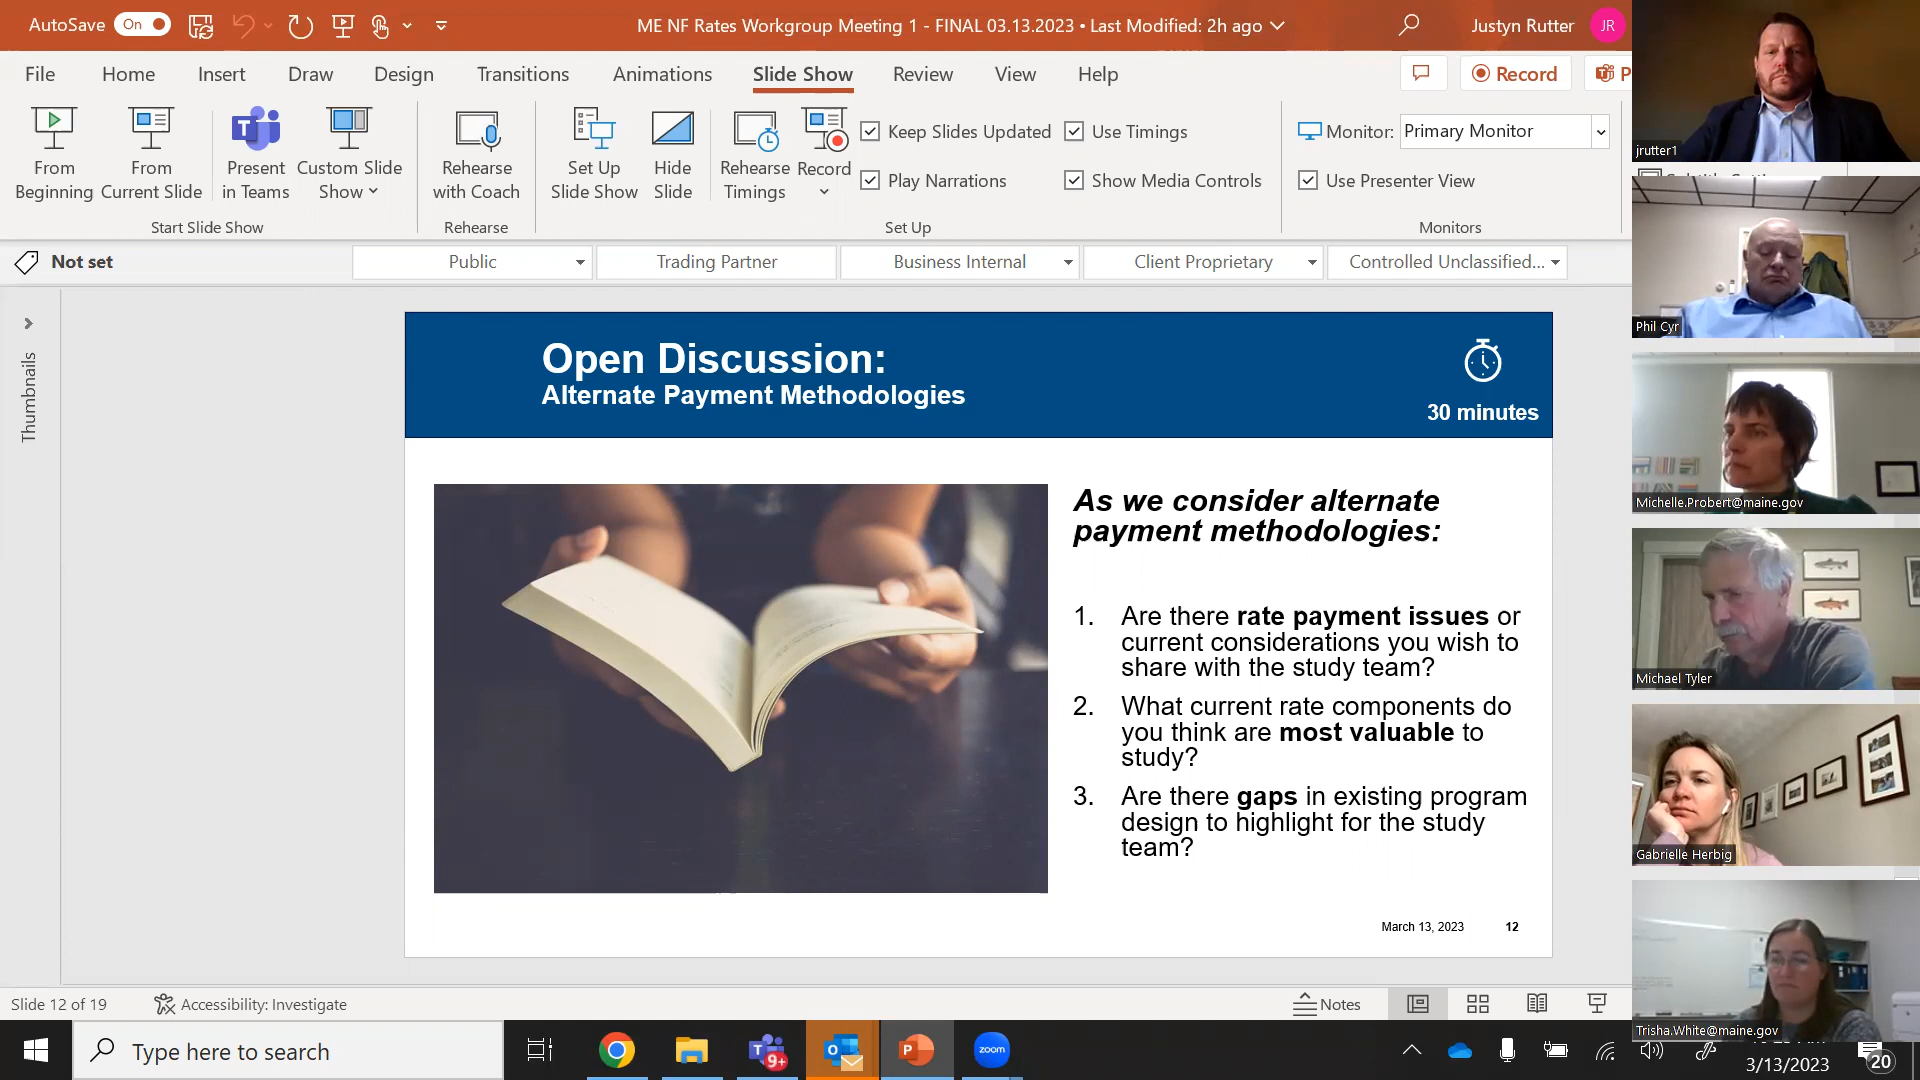 AutoSave On
ME NF Rates Workgroup Meeting 1 - FINAL 03.13.2023 • Last Modified: 2h ago
Justyn Rutter JR
File Home Insert Draw Design Transitions Animations Slide Show Review View Help
Record
From Beginning
From Current Slide
Present in Teams
Custom Slide Show
Rehearse with Coach
Set Up Slide Show
Hide Slide
Rehearse Timings
Record
Keep Slides Updated
Use Timings
Play Narrations
Show Media Controls
Monitor: Primary Monitor
Use Presenter View
Start Slide Show
Rehearse
Set Up
Monitors
Not set
Public
Trading Partner
Business Internal
Client Proprietary
Controlled Unclassified...
Thumbnails
Open Discussion:
Alternate Payment Methodologies
30 minutes
As we consider alternate
payment methodologies:
1. Are there rate payment issues or
current considerations you wish to
share with the study team?
2. What current rate components do
you think are most valuable to
study?
3. Are there gaps in existing program
design to highlight for the study
team?
March 13, 2023 12
Slide 12 of 19
Accessibility: Investigate
Notes
Type here to search
9+
zoom
3/13/2023
20
jrutter1
Phil Cyr
Michelle.Probert@maine.gov
Michael Tyler
Gabrielle Herbig
Trisha.White@maine.gov